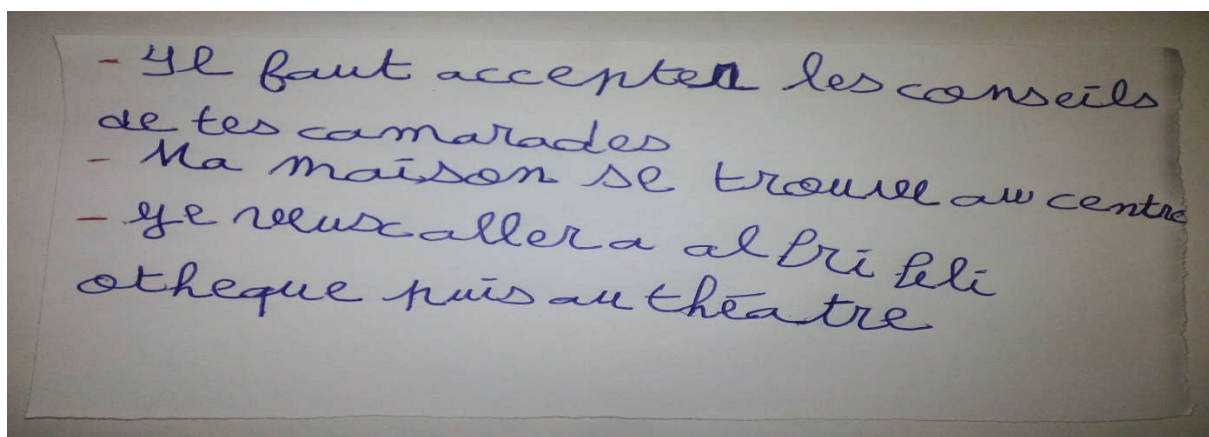 - Il faut accepter les conseils
de tes camarades
- Ma maison se trouve au centre
- Je veux aller a al bri bli
otheque puis au théatre